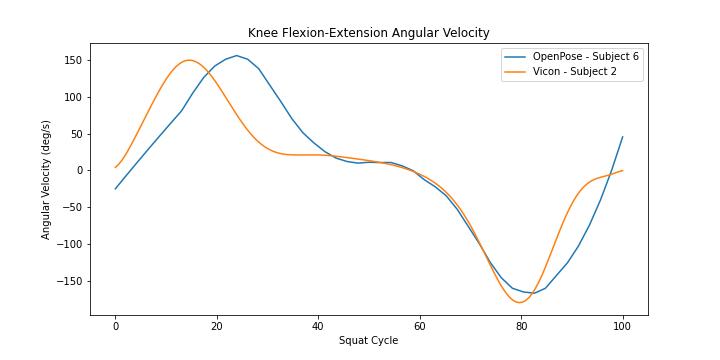 Knee Flexion-Extension Angular Velocity
OpenPose - Subject 6
Vicon - Subject 2
Angular Velocity (deg/s)
150
100
50
0
−50
−100
−150
0 20 40 60 80 100
Squat Cycle